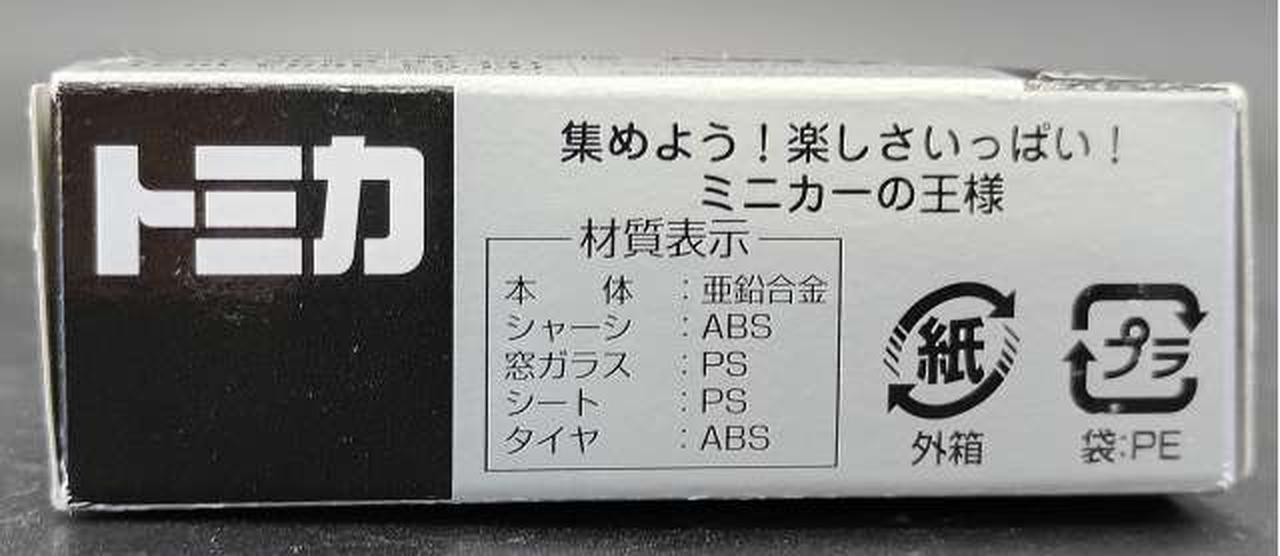 トミカ
集めよう！楽しさいっぱい！
ミニカーの王様
材質表示
本　体：亜鉛合金
シャーシ：ABS
窓ガラス：PS
シート：PS
タイヤ：ABS
紙
外箱
プラ
袋：PE